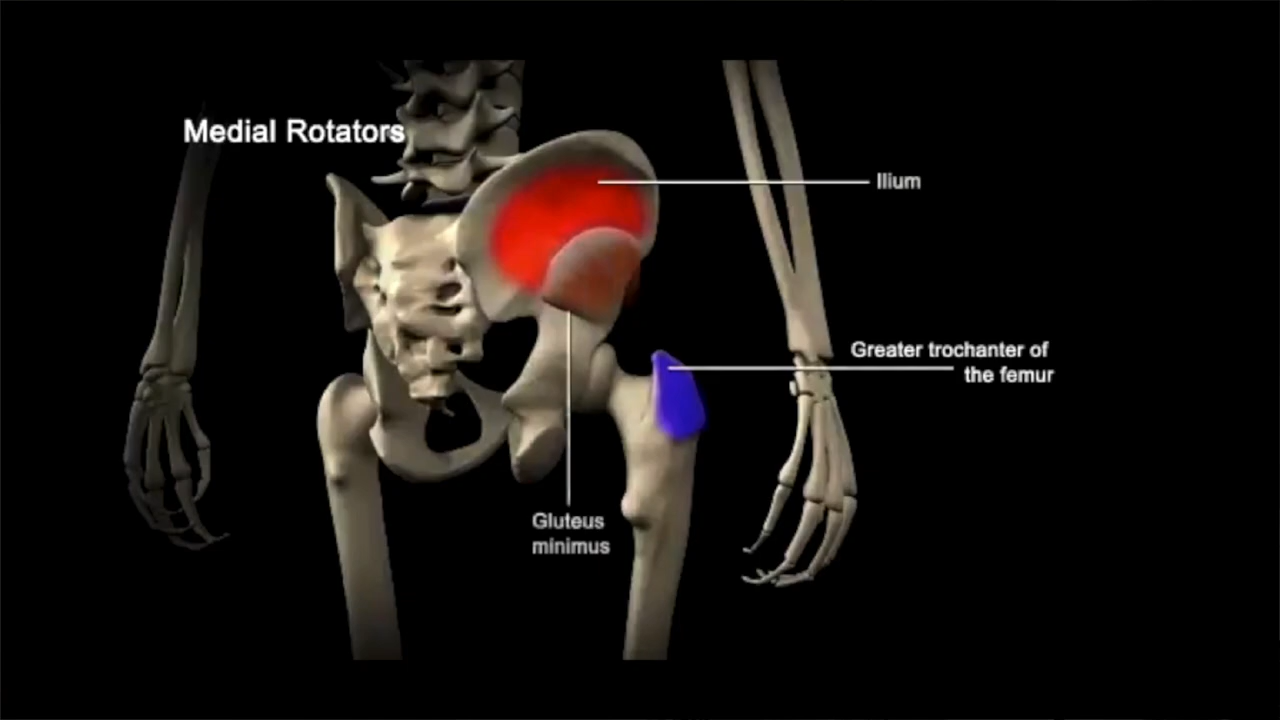 Medial Rotators
Ilium
Greater trochanter of
the femur
Gluteus
minimus